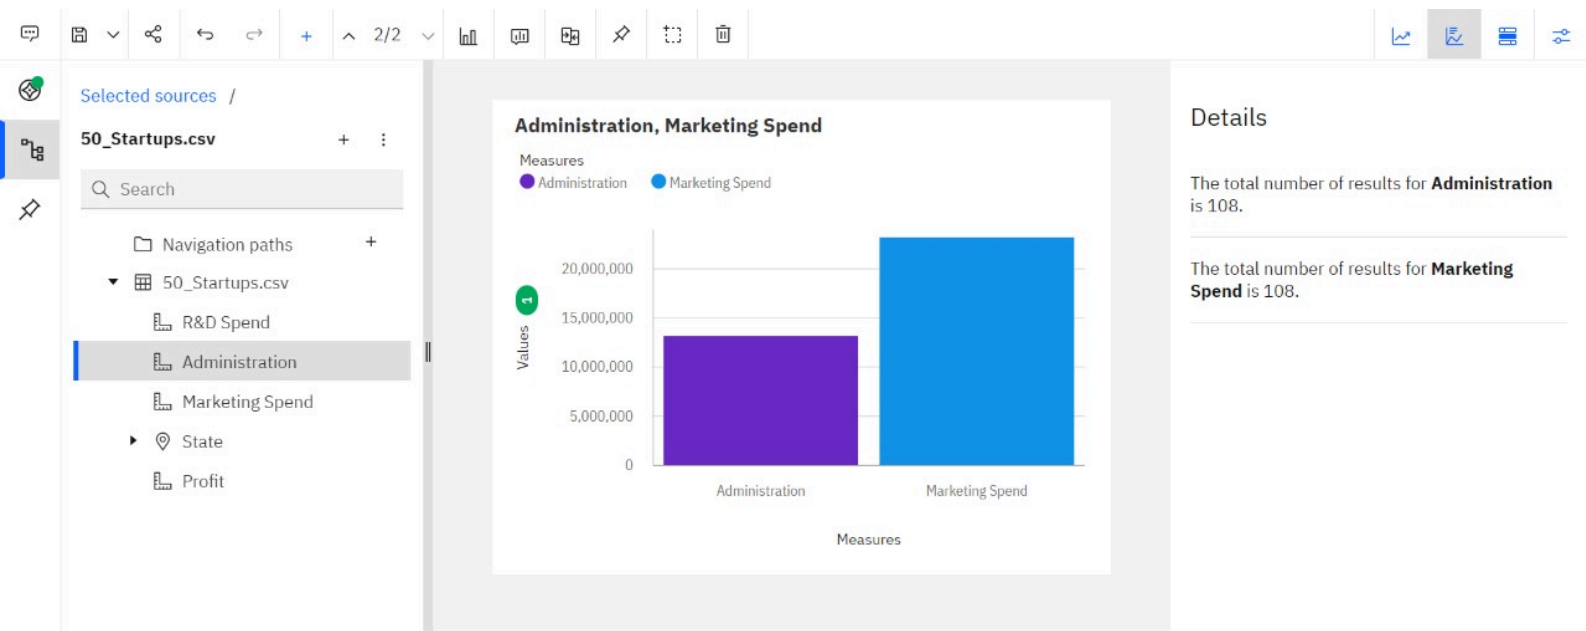 2/2
Selected sources /
50_Startups.csv
Search
Navigation paths
50_Startups.csv
R&D Spend
Administration
Marketing Spend
State
Profit
Administration, Marketing Spend
Measures
Administration Marketing Spend
20,000,000
15,000,000
10,000,000
5,000,000
0
Values 1
Administration Marketing Spend
Measures
Details
The total number of results for Administration
is 108.
The total number of results for Marketing
Spend is 108.